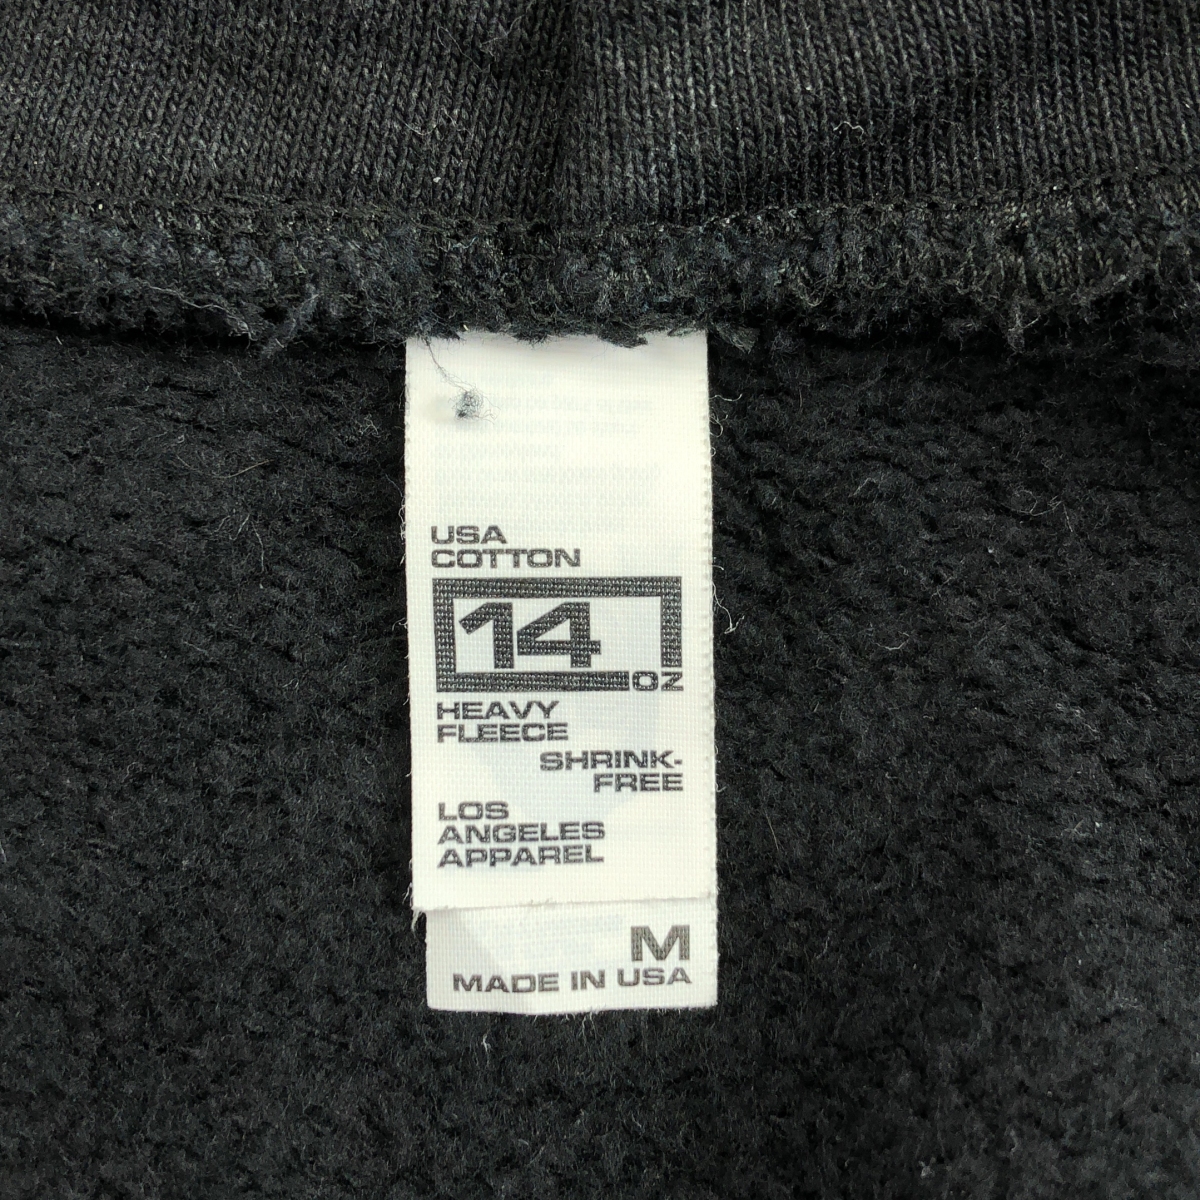 USA
COTTON
14
OZ
HEAVY
FLEECE
SHRINK-
FREE
LOS
ANGELES
APPAREL
M
MADE IN USA